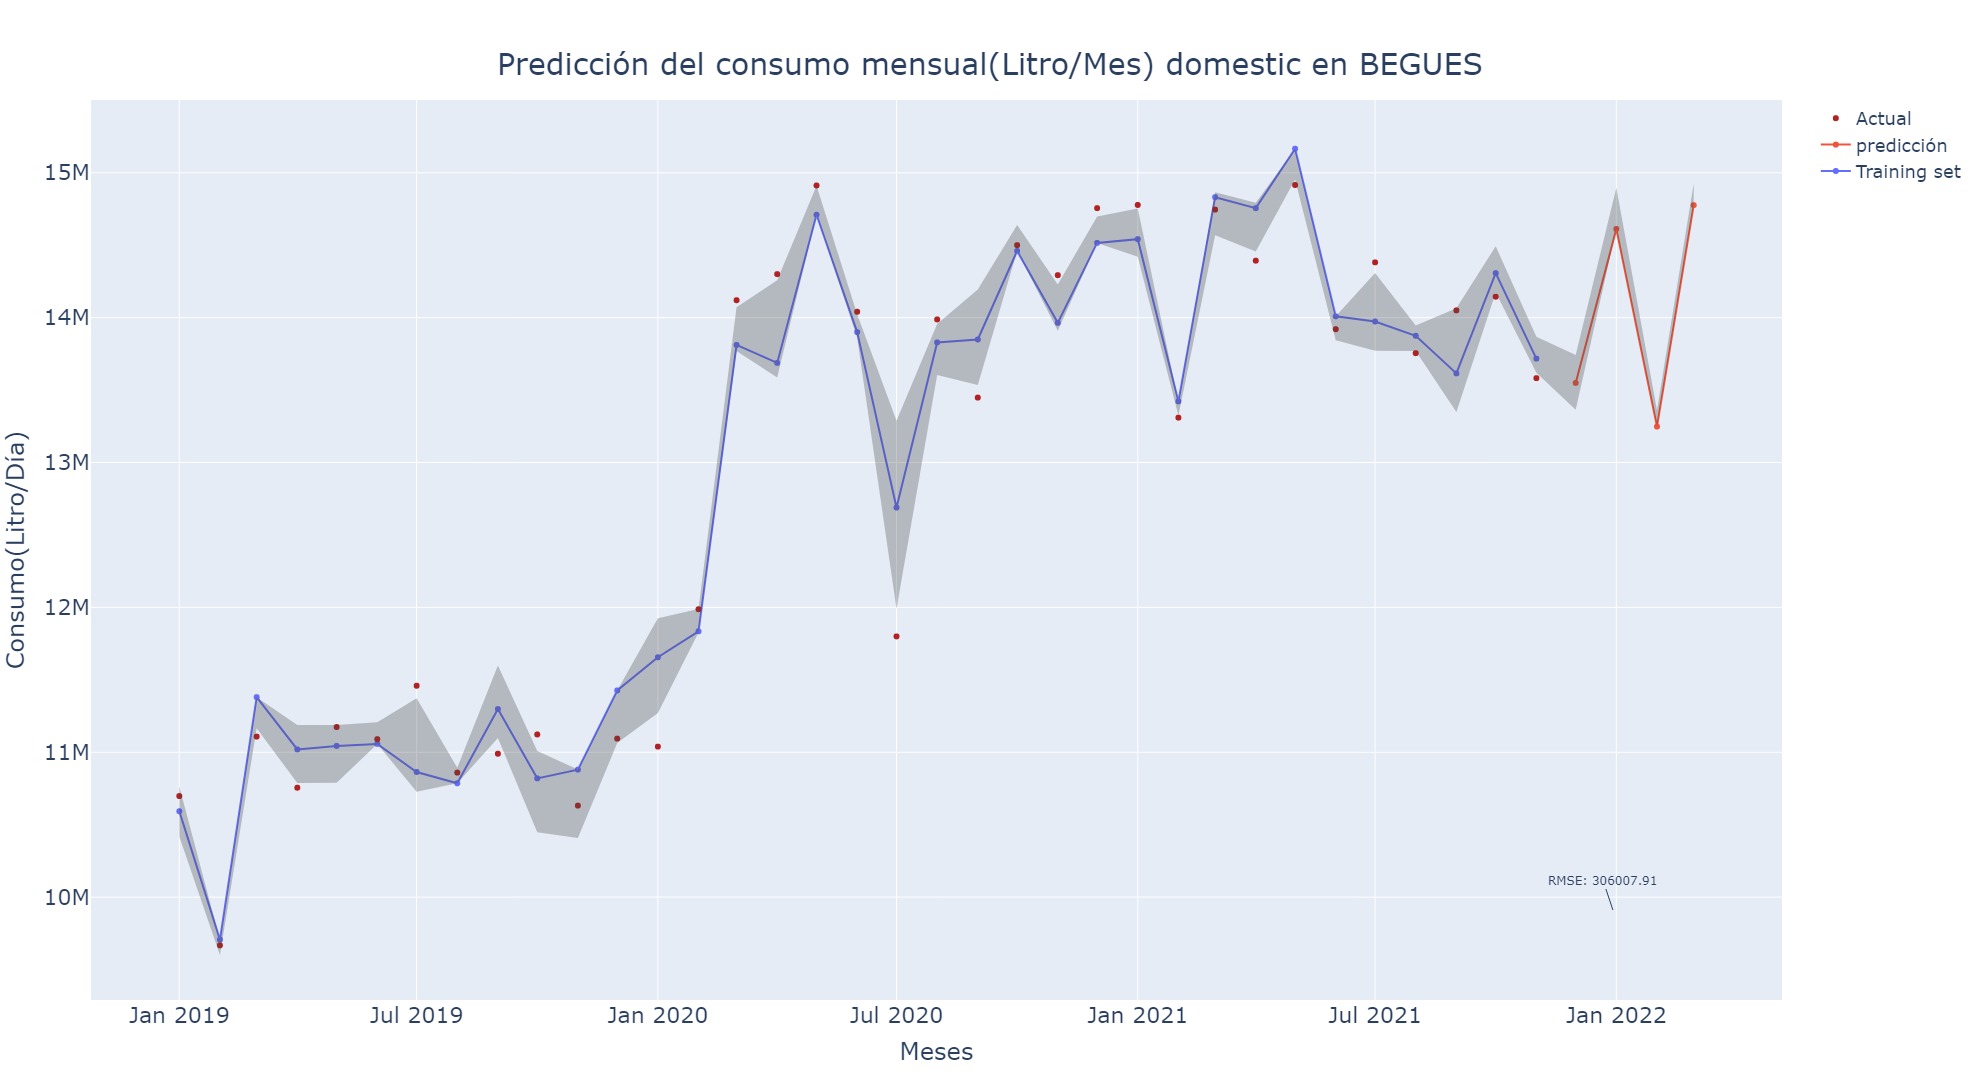 Predicción del consumo mensual(Litro/Mes) domestic en BEGUES
Actual
predicción
Training set
Consumo(Litro/Día)
15M
14M
13M
12M
11M
10M
RMSE: 306007.91
Jan 2019
Jul 2019
Jan 2020
Jul 2020
Jan 2021
Jul 2021
Jan 2022
Meses